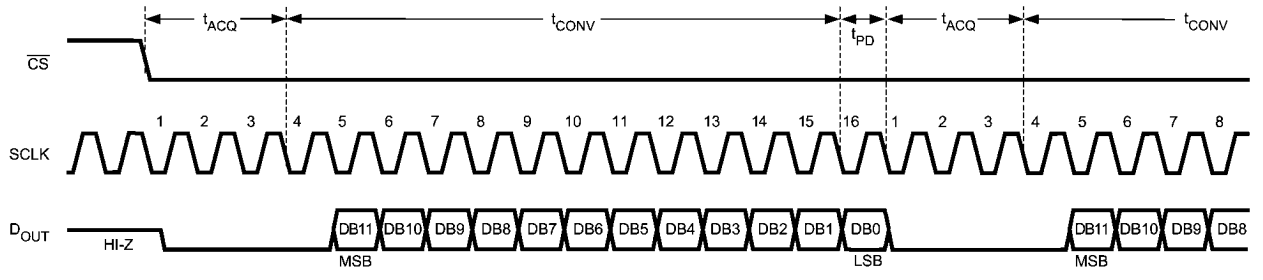 tACQ tCONV tPD tACQ tCONV
CS
1 2 3 4 5 6 7 8 9 10 11 12 13 14 15 16 1 2 3 4 5 6 7 8
SCLK
DOUT HI-Z DB11 DB10 DB9 DB8 DB7 DB6 DB5 DB4 DB3 DB2 DB1 DB0 DB11 DB10 DB9 DB8
MSB LSB MSB